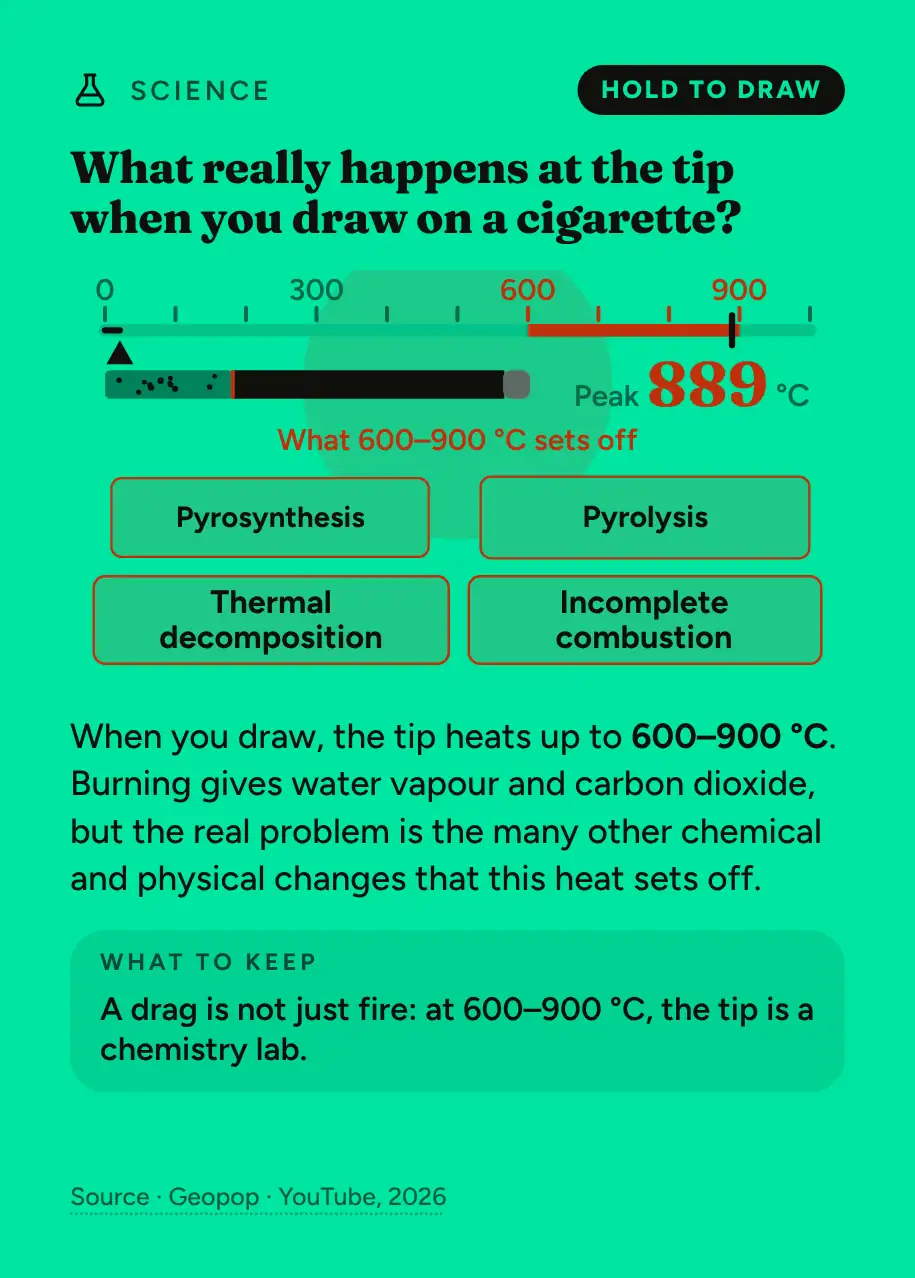 SCIENCE
HOLD TO DRAW
What really happens at the tip
when you draw on a cigarette?
0 300 600 900
Peak 889 °C
What 600–900 °C sets off
Pyrosynthesis
Pyrolysis
Thermal
decomposition
Incomplete
combustion
When you draw, the tip heats up to 600–900 °C.
Burning gives water vapour and carbon dioxide,
but the real problem is the many other chemical
and physical changes that this heat sets off.
WHAT TO KEEP
A drag is not just fire: at 600–900 °C, the tip is a
chemistry lab.
Source · Geopop · YouTube, 2026